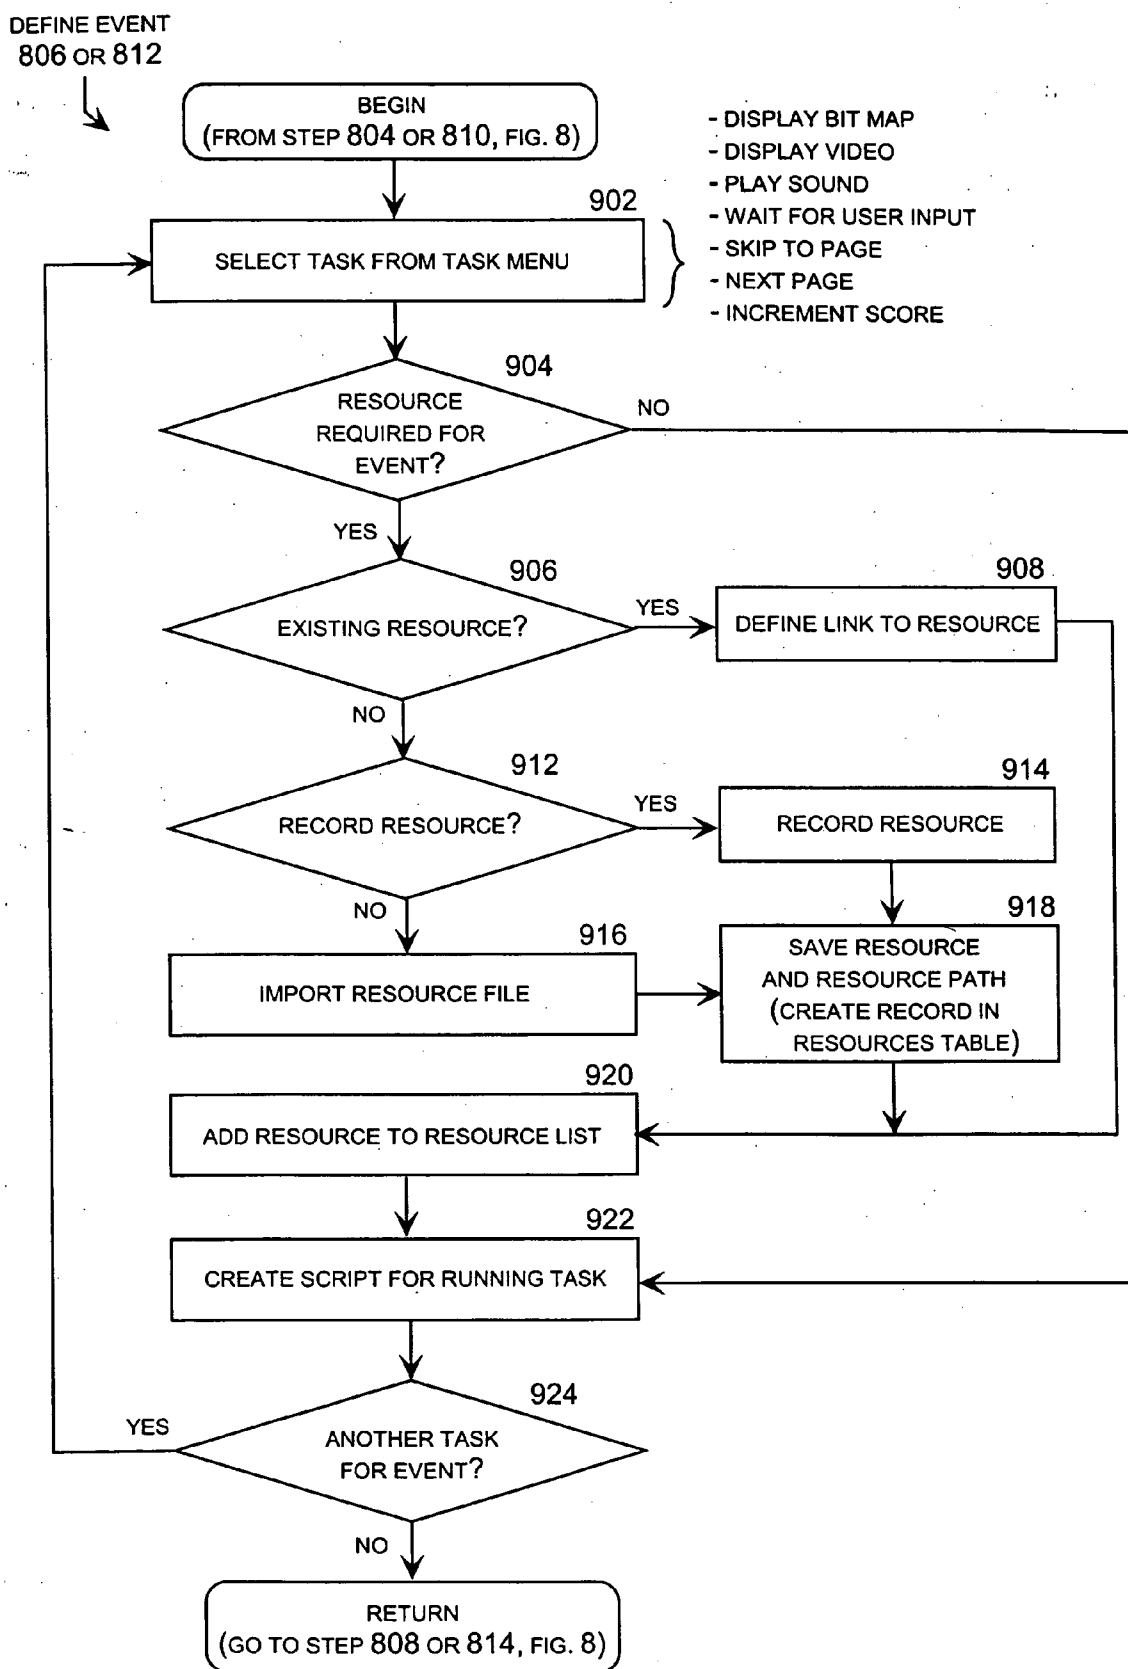 DEFINE EVENT
806 OR 812
BEGIN
(FROM STEP 804 OR 810, FIG. 8)
- DISPLAY BIT MAP
- DISPLAY VIDEO
- PLAY SOUND
- WAIT FOR USER INPUT
- SKIP TO PAGE
- NEXT PAGE
- INCREMENT SCORE
902
SELECT TASK FROM TASK MENU
904
RESOURCE
REQUIRED FOR
EVENT?
NO
YES
906
EXISTING RESOURCE?
YES
908
DEFINE LINK TO RESOURCE
NO
912
RECORD RESOURCE?
YES
914
RECORD RESOURCE
NO
916
IMPORT RESOURCE FILE
918
SAVE RESOURCE
AND RESOURCE PATH
(CREATE RECORD IN
RESOURCES TABLE)
920
ADD RESOURCE TO RESOURCE LIST
922
CREATE SCRIPT FOR RUNNING TASK
924
YES
ANOTHER TASK
FOR EVENT?
NO
RETURN
(GO TO STEP 808 OR 814, FIG. 8)